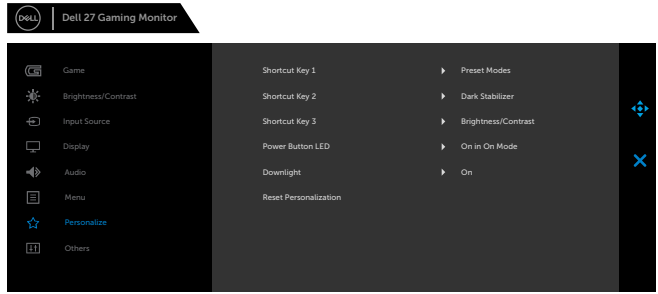 DELL
Dell 27 Gaming Monitor
Game
Brightness/Contrast
Input Source
Display
Audio
Menu
Personalize
Others
Shortcut Key 1 Preset Modes
Shortcut Key 2 Dark Stabilizer
Shortcut Key 3 Brightness/Contrast
Power Button LED On in On Mode
Downlight On
Reset Personalization